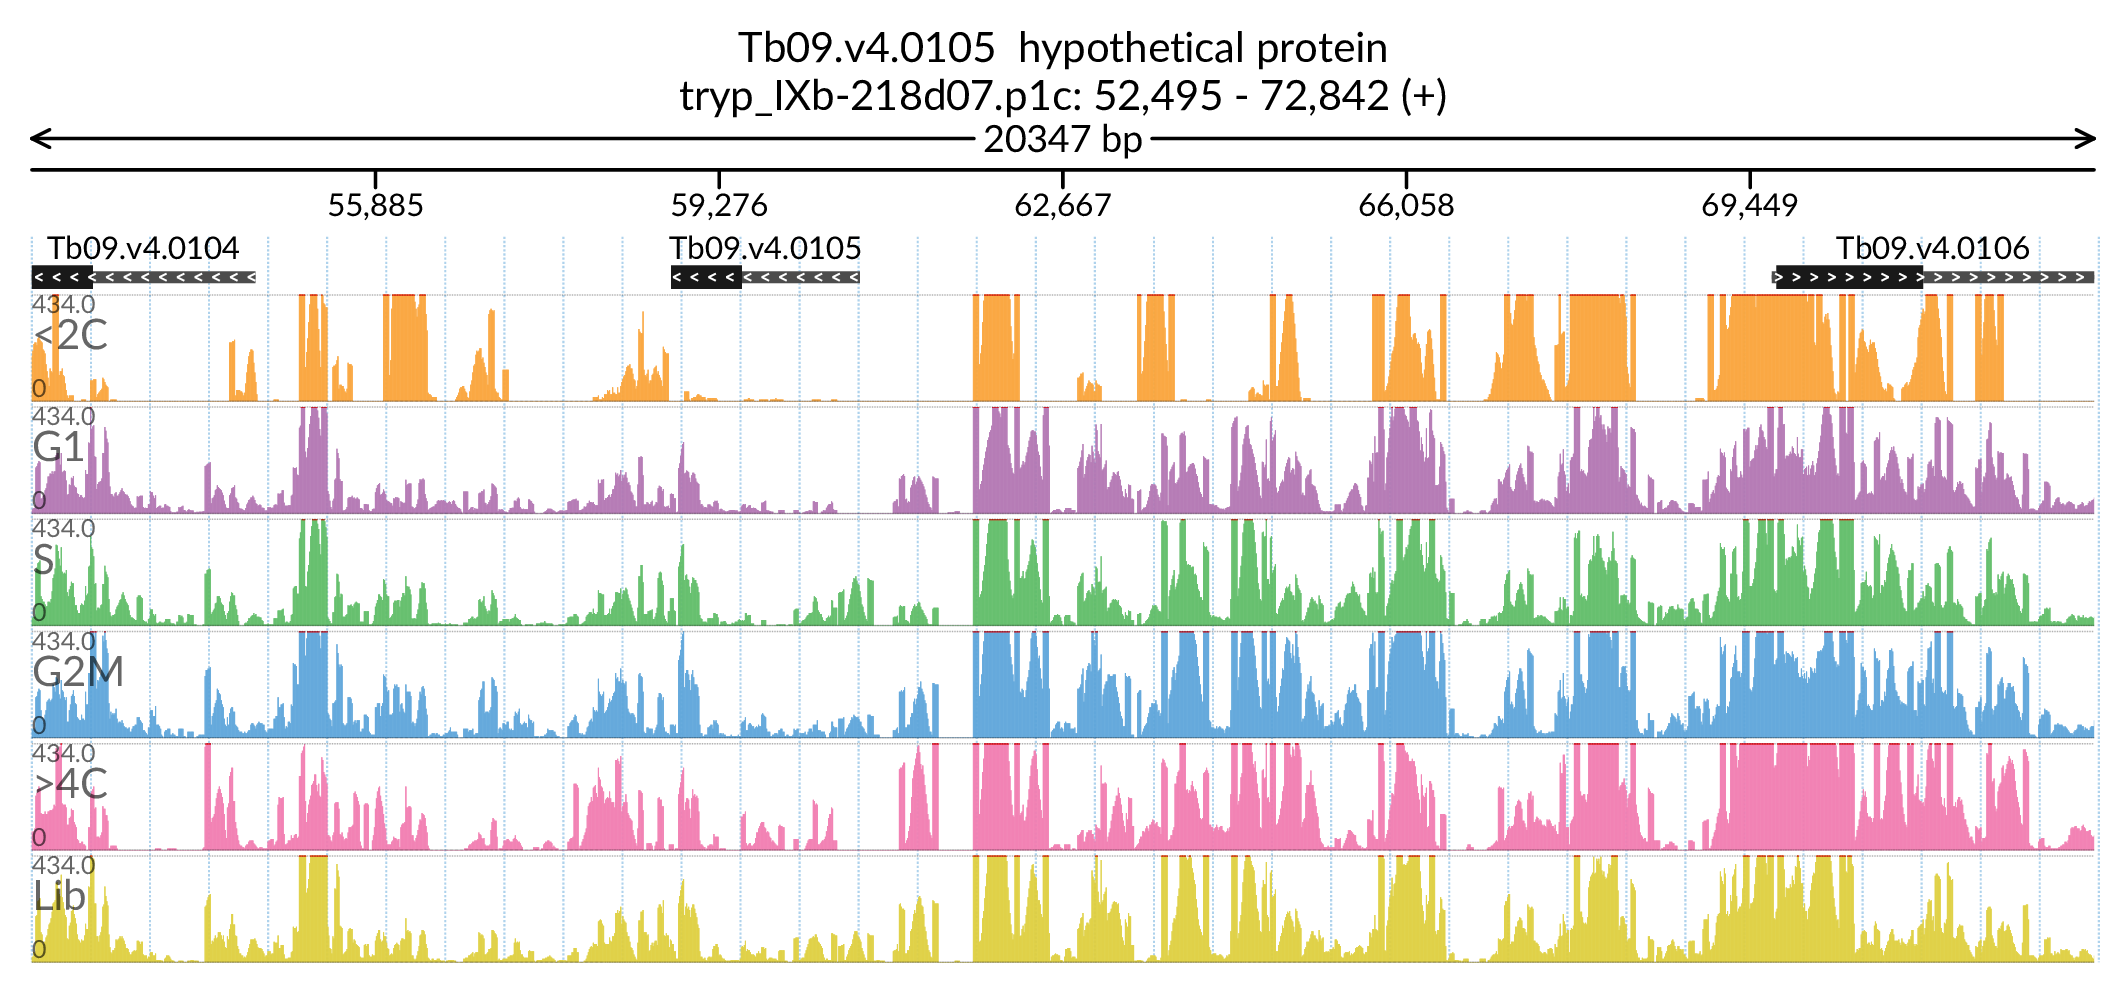 Tb09.v4.0105 hypothetical protein
tryp_IXb-218d07.p1c: 52,495 - 72,842 (+)
20347 bp
55,885 59,276 62,667 66,058 69,449
Tb09.v4.0104 Tb09.v4.0105 Tb09.v4.0106
434.0
<2C
0
434.0
G1
0
434.0
S
0
434.0
G2M
0
434.0
>4C
0
434.0
Lib
0